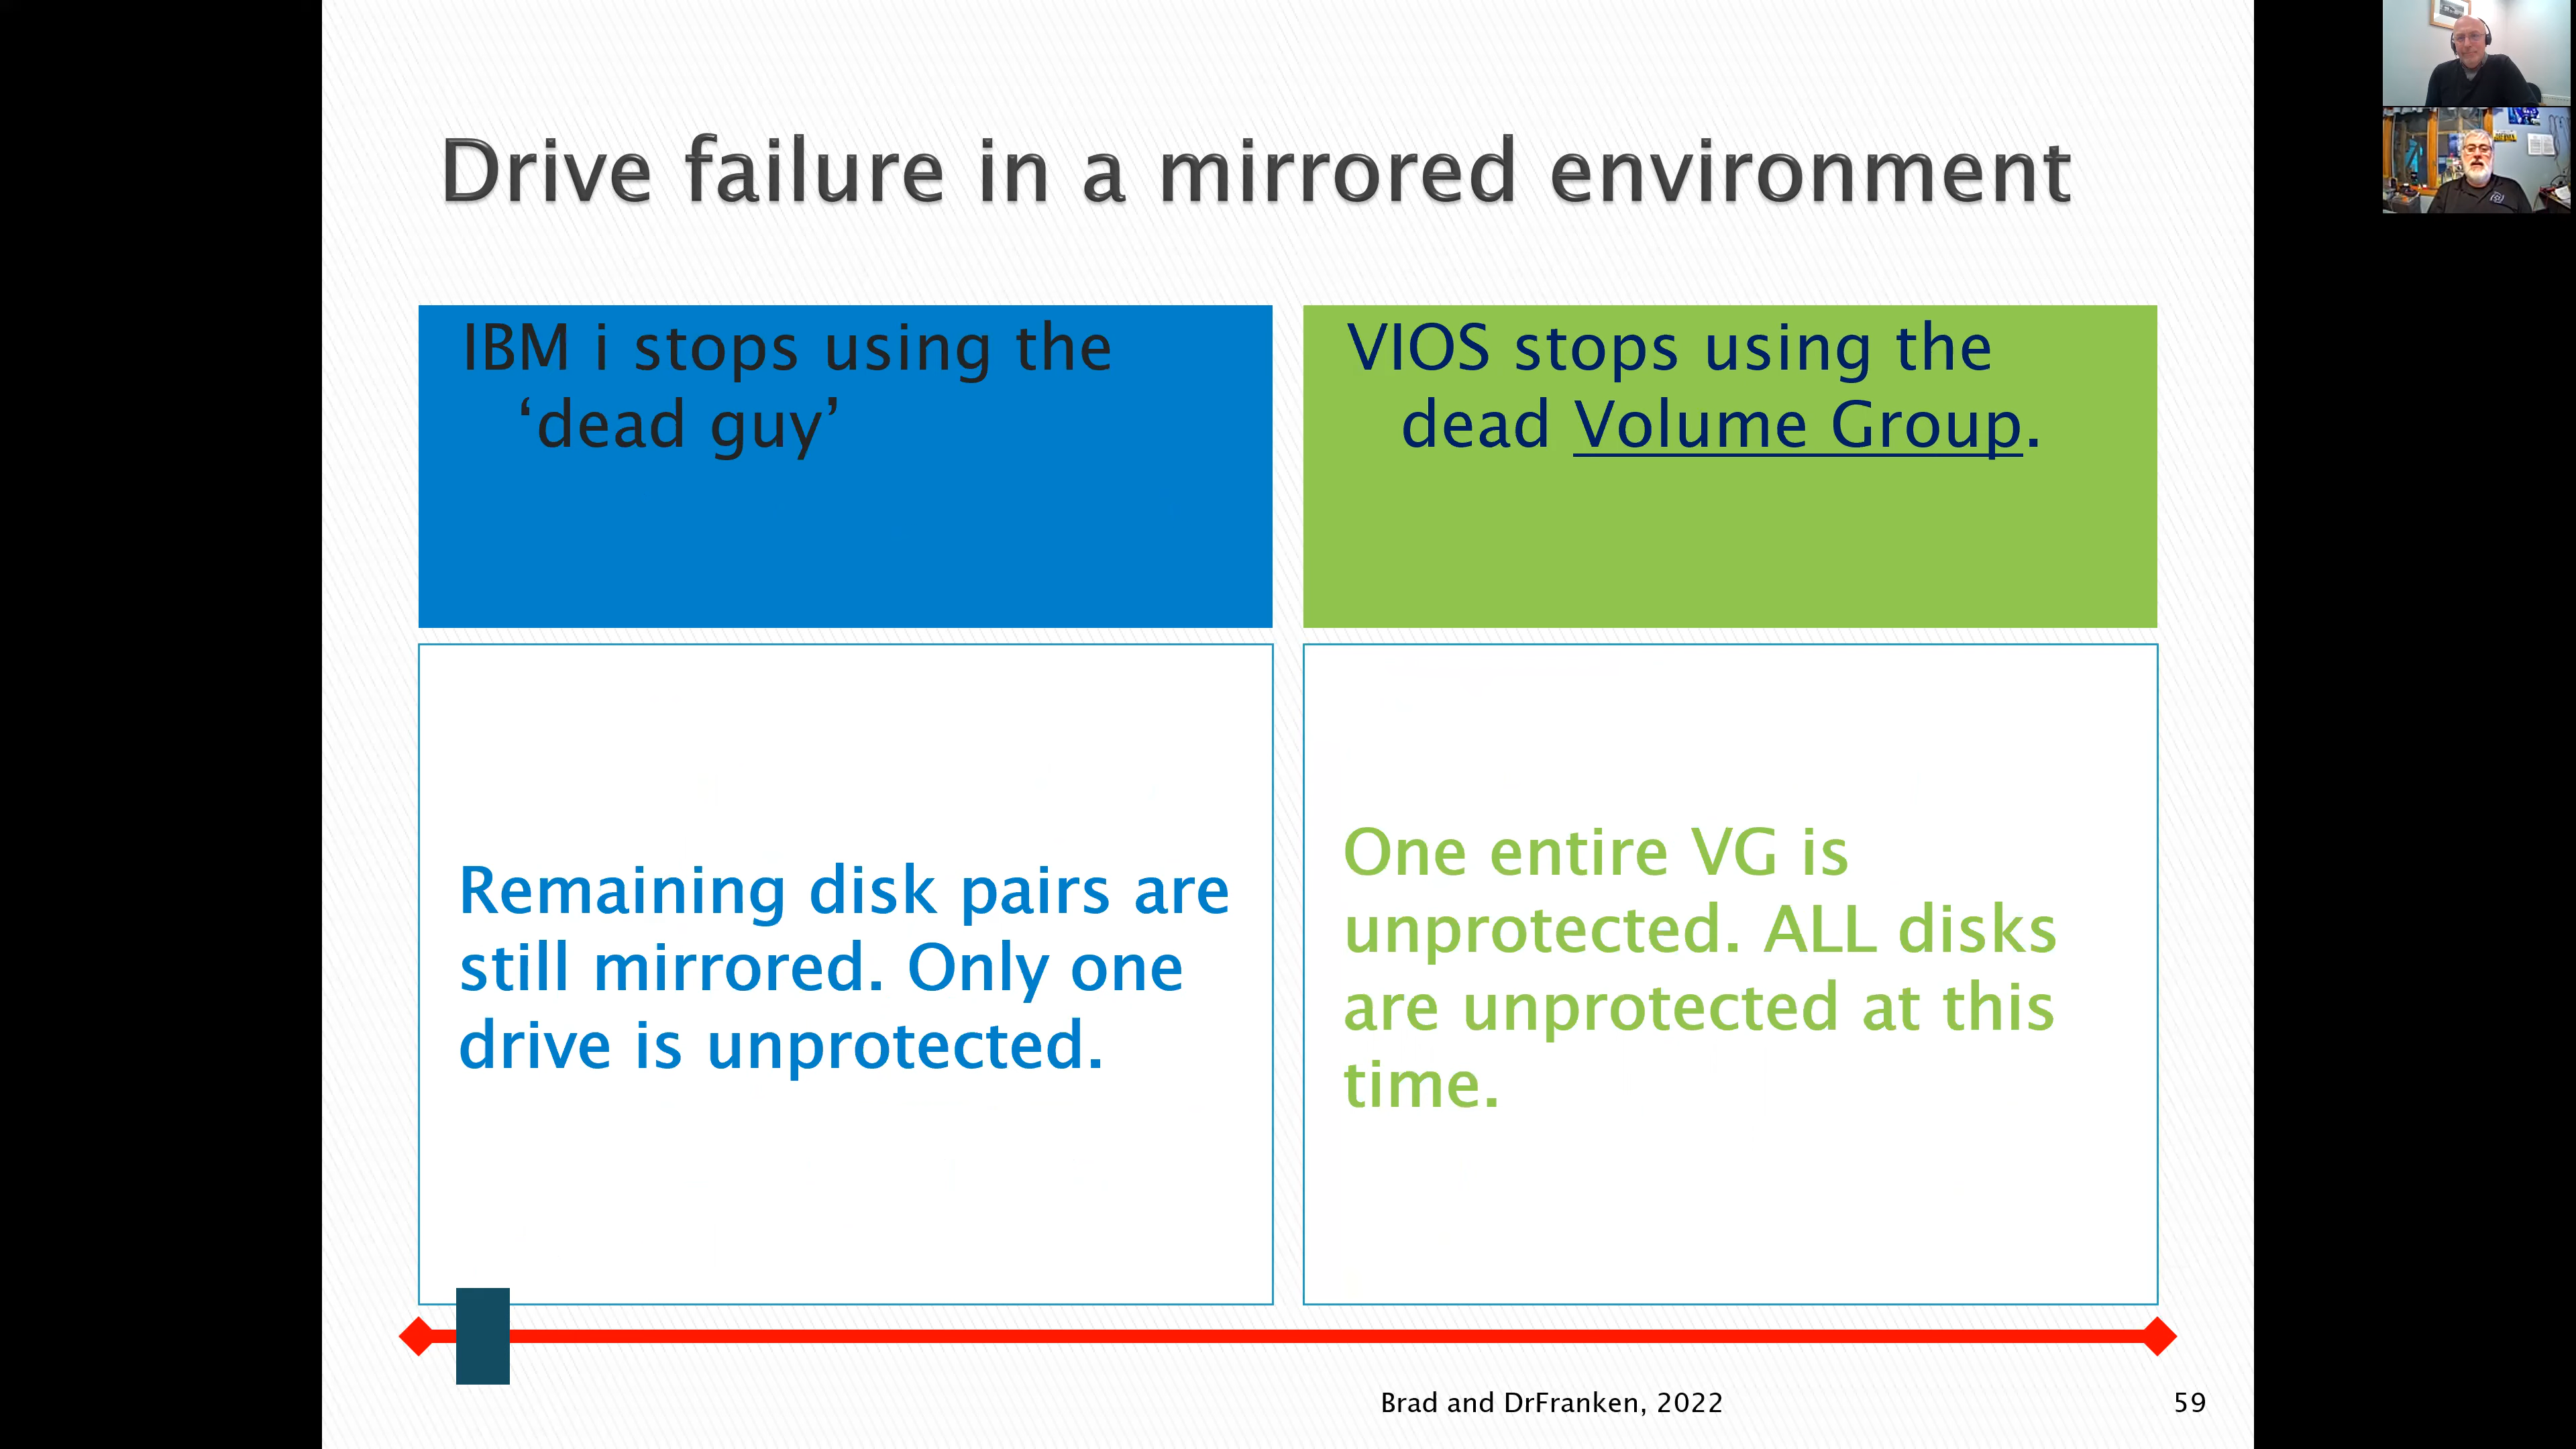 Drive failure in a mirrored environment
IBM i stops using the
‘dead guy’
VIOS stops using the
dead Volume Group.
Remaining disk pairs are
still mirrored. Only one
drive is unprotected.
One entire VG is
unprotected. ALL disks
are unprotected at this
time.
Brad and DrFranken, 2022
59